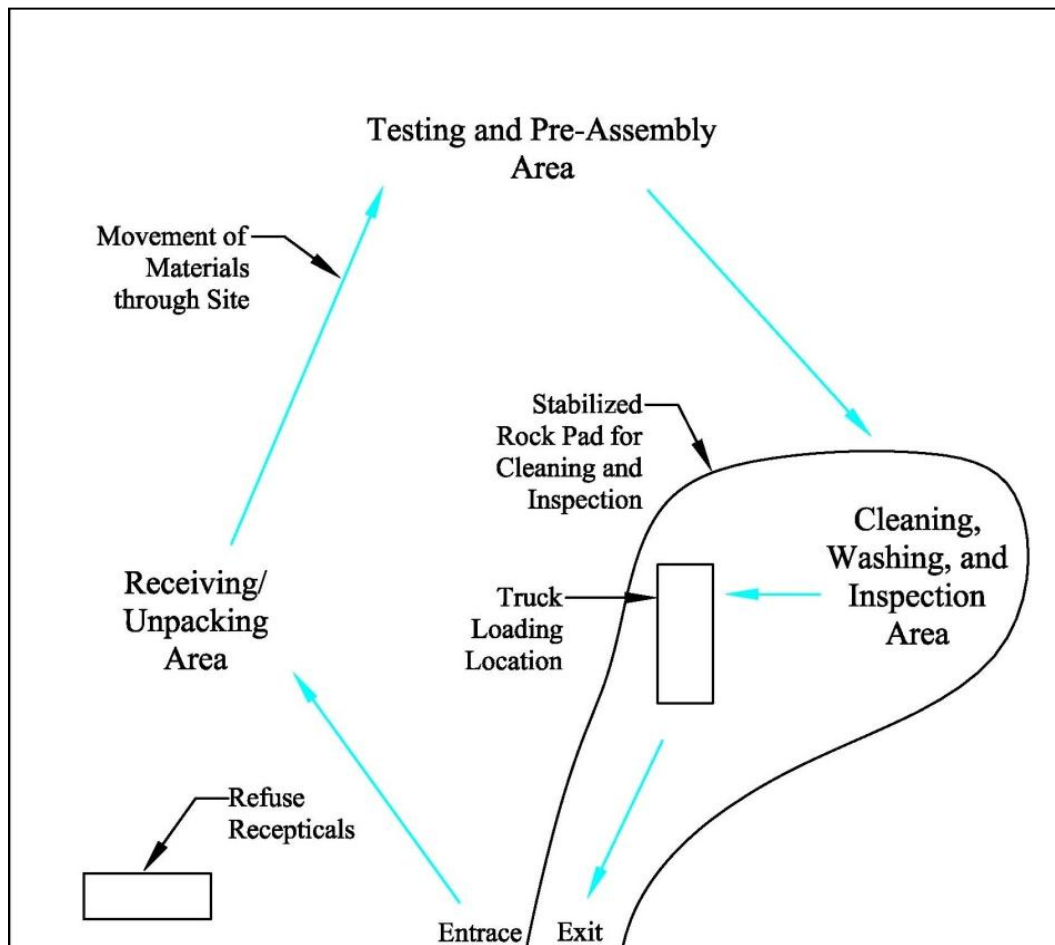 Testing and Pre-Assembly
Area
Movement of
Materials
through Site
Stabilized
Rock Pad for
Cleaning and
Inspection
Cleaning,
Washing, and
Inspection
Area
Receiving/
Unpacking
Area
Truck
Loading
Location
Refuse
Recepticals
Entrace
Exit